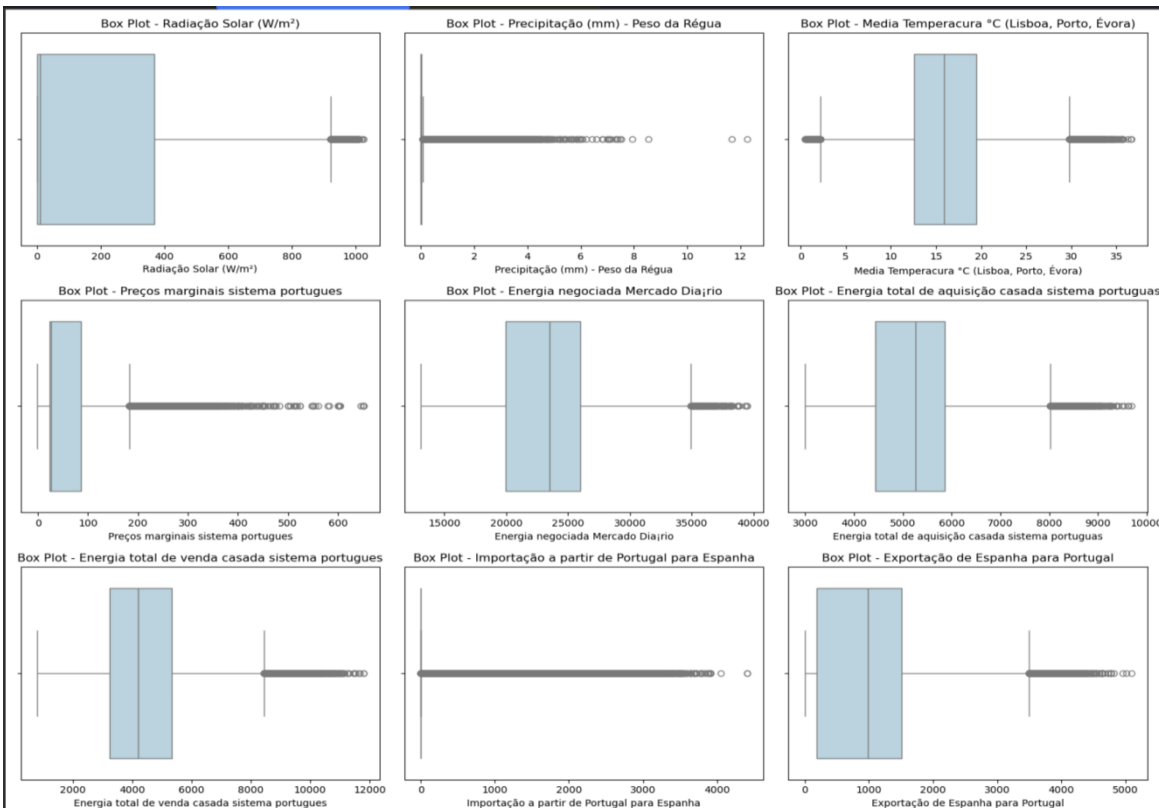 Box Plot - Radiação Solar (W/m²)
0 200 400 600 800 1000
Radiação Solar (W/m²)
Box Plot - Precipitação (mm) - Peso da Régua
0 2 4 6 8 10 12
Precipitação (mm) - Peso da Régua
Box Plot - Media Temperacura °C (Lisboa, Porto, Évora)
0 5 10 15 20 25 30 35
Media Temperacura °C (Lisboa, Porto, Évora)
Box Plot - Preços marginais sistema portugues
0 100 200 300 400 500 600
Preços marginais sistema portugues
Box Plot - Energia negociada Mercado Dia¡rio
15000 20000 25000 30000 35000 40000
Energia negociada Mercado Dia¡rio
Box Plot - Energia total de aquisição casada sistema portuguas
3000 4000 5000 6000 7000 8000 9000 10000
Energia total de aquisição casada sistema portuguas
Box Plot - Energia total de venda casada sistema portugues
2000 4000 6000 8000 10000 12000
Energia total de venda casada sistema portugues
Box Plot - Importação a partir de Portugal para Espanha
0 1000 2000 3000 4000
Importação a partir de Portugal para Espanha
Box Plot - Exportação de Espanha para Portugal
0 1000 2000 3000 4000 5000
Exportação de Espanha para Portugal